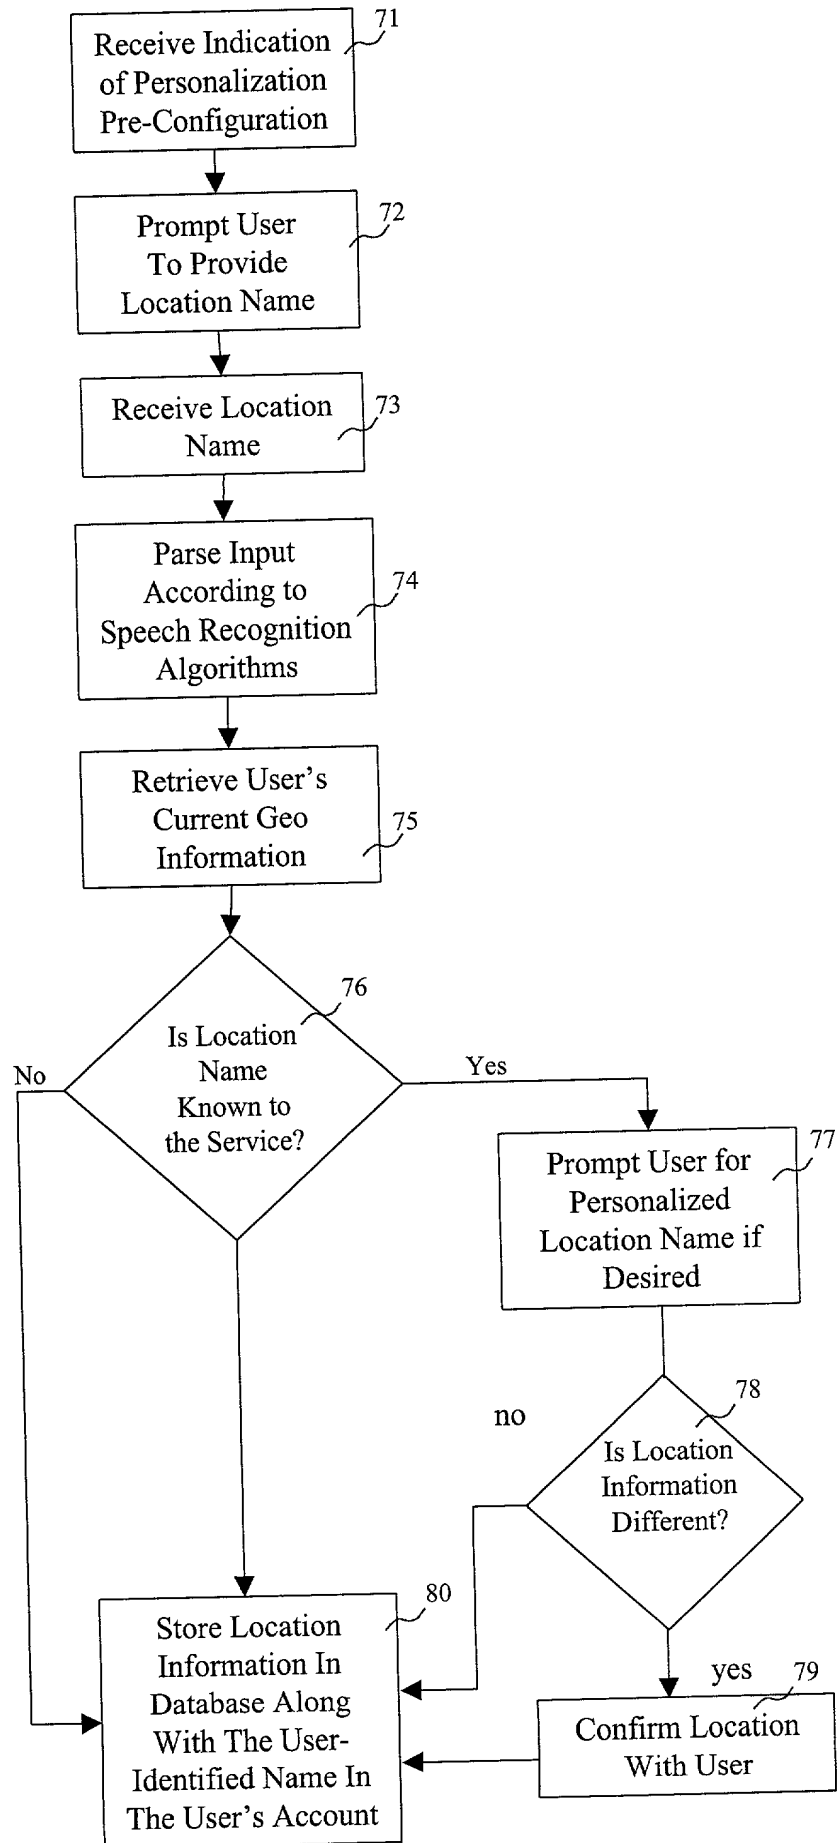 71
Receive Indication
of Personalization
Pre-Configuration
72
Prompt User
To Provide
Location Name
73
Receive Location
Name
74
Parse Input
According to
Speech Recognition
Algorithms
75
Retrieve User's
Current Geo
Information
76
Is Location
Name
Known to
the Service?
No
Yes
77
Prompt User for
Personalized
Location Name if
Desired
78
Is Location
Information
Different?
no
yes
79
Confirm Location
With User
80
Store Location
Information In
Database Along
With The User-
Identified Name In
The User's Account